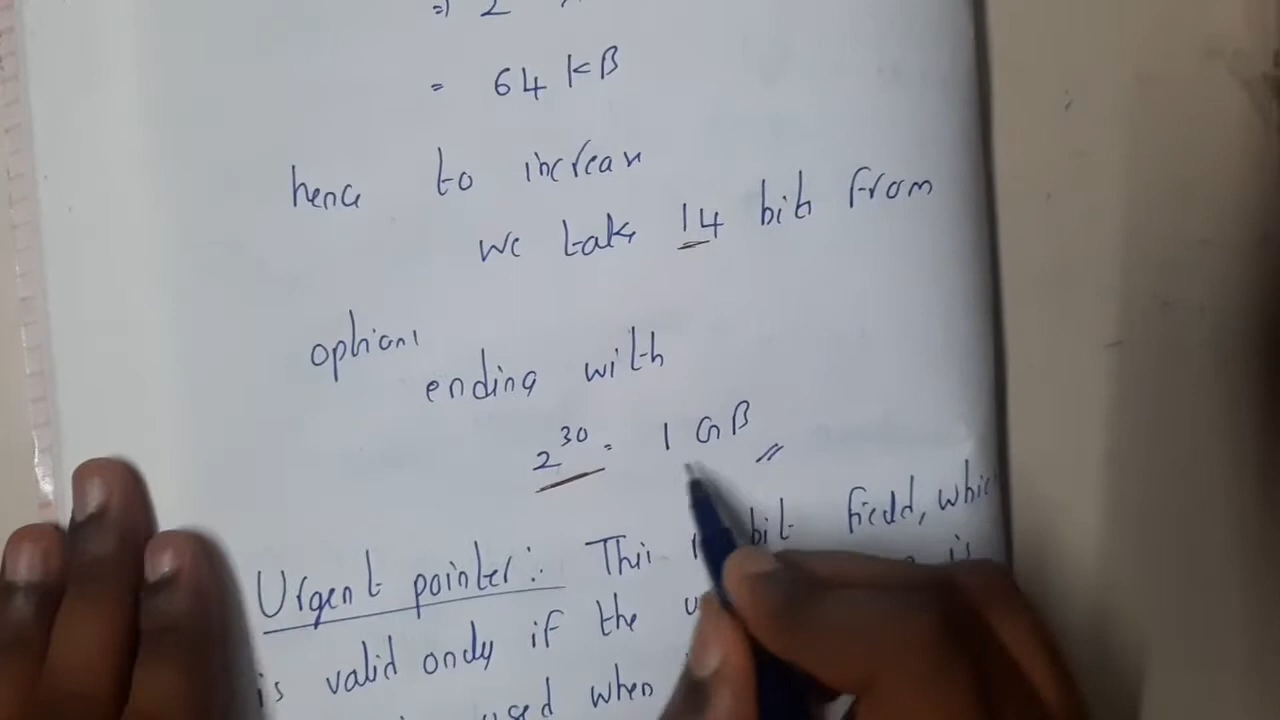 = 64 KB
hence to increase
we take 14 bit from
options
ending with
2^30 = 1 GB
Urgent pointer:- This bit field, which
is valid only if the
used when